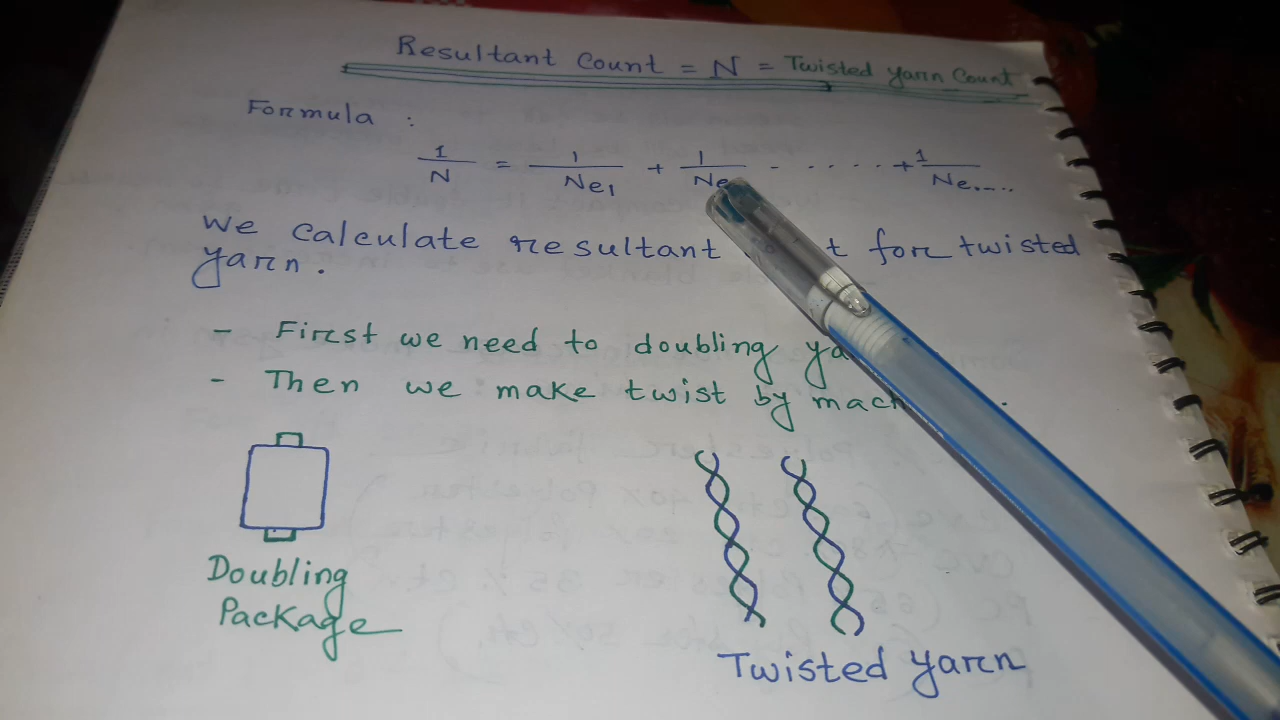 Resultant Count = N = Twisted yarn Count
Formula :
1/N = 1/Ne1 + 1/Ne - ..... + 1/Ne....
We calculate resultant t for twisted
yarn.
- First we need to doubling
- Then we make twist by
Doubling
Package
Twisted yarn